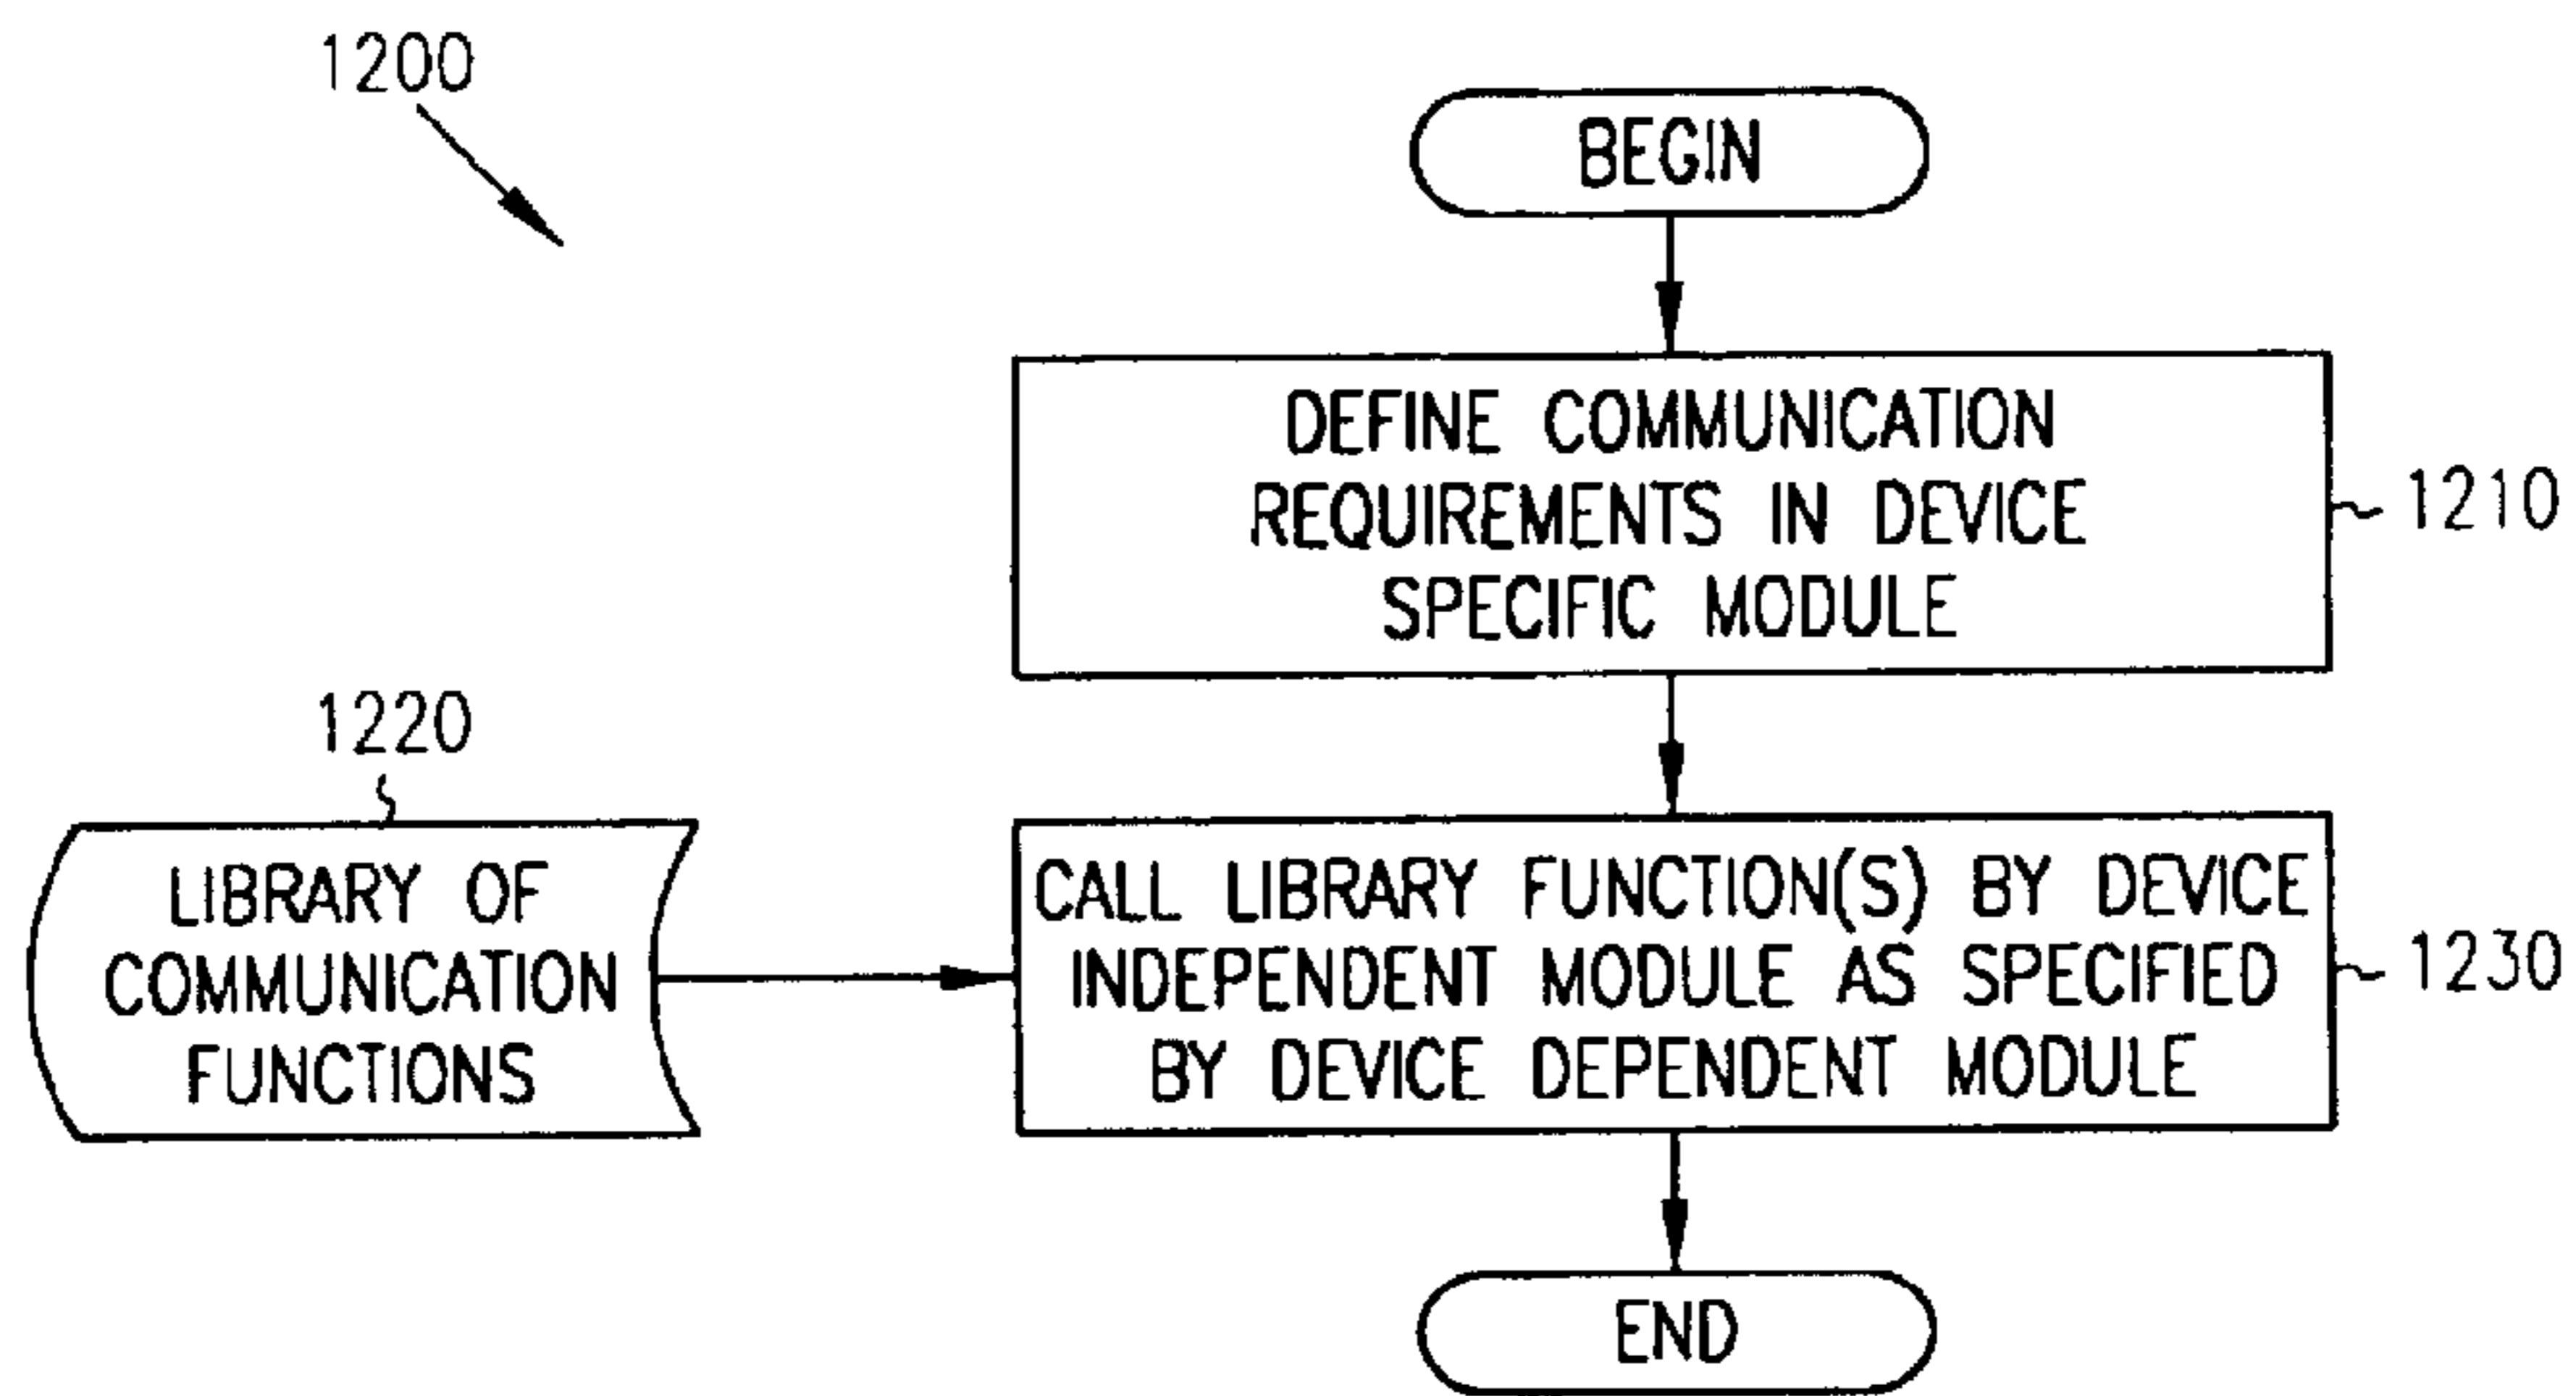 1200
BEGIN
DEFINE COMMUNICATION
REQUIREMENTS IN DEVICE
SPECIFIC MODULE
1210
1220
LIBRARY OF
COMMUNICATION
FUNCTIONS
CALL LIBRARY FUNCTION(S) BY DEVICE
INDEPENDENT MODULE AS SPECIFIED
BY DEVICE DEPENDENT MODULE
1230
END